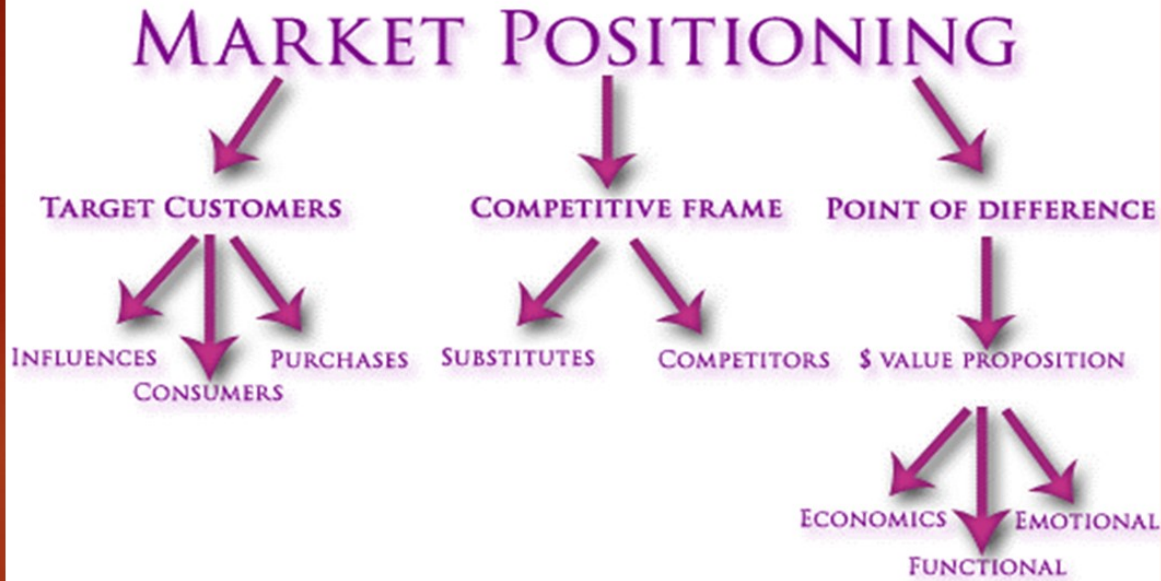 MARKET POSITIONING
TARGET CUSTOMERS
COMPETITIVE FRAME
POINT OF DIFFERENCE
INFLUENCES
CONSUMERS
PURCHASES
SUBSTITUTES
COMPETITORS
$ VALUE PROPOSITION
ECONOMICS
FUNCTIONAL
EMOTIONAL